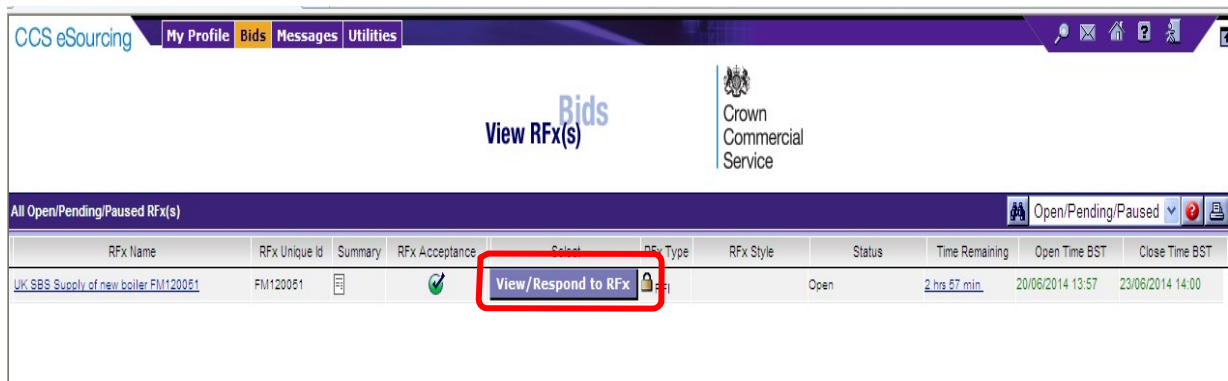 CCS eSourcing
My Profile Bids Messages Utilities
Bids
View RFx(s)
Crown
Commercial
Service
All Open/Pending/Paused RFx(s) Open/Pending/Paused
RFx Name RFx Unique Id Summary RFx Acceptance Select RFx Type RFx Style Status Time Remaining Open Time BST Close Time BST
UK SBS Supply of new boiler FM120051 FM120051 View/Respond to RFx RFI Open 2 hrs 57 min 20/06/2014 13:57 23/06/2014 14:00